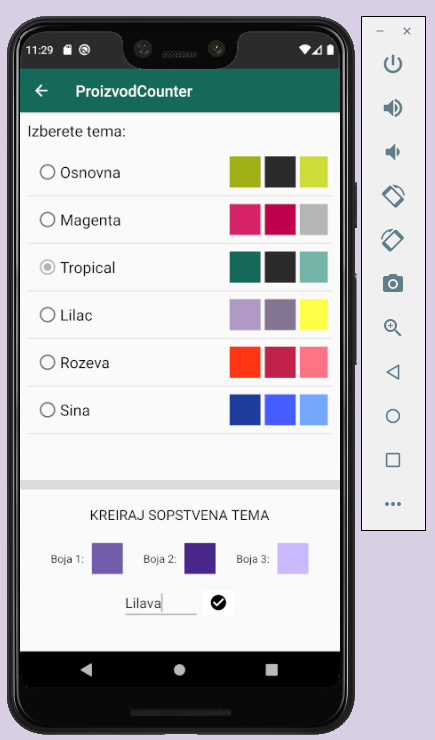 11:29
ProizvodCounter
Izberete tema:
Osnovna
Magenta
Tropical
Lilac
Rozeva
Sina
KREIRAJ SOPSTVENA TEMA
Boja 1: Boja 2: Boja 3:
Lilava